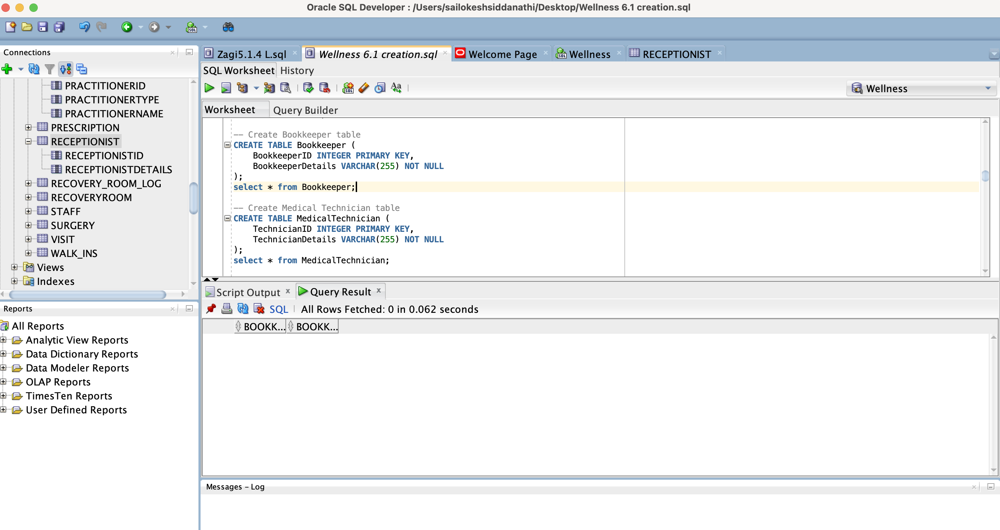 Oracle SQL Developer : /Users/sailokeshsiddanathi/Desktop/Wellness 6.1 creation.sql
Connections
PRACTITIONERID
PRACTITIONERTYPE
PRACTITIONERNAME
PRESCRIPTION
RECEPTIONIST
RECEPTIONISTID
RECEPTIONISTDETAILS
RECOVERY_ROOM_LOG
RECOVERYROOM
STAFF
SURGERY
VISIT
WALK_INS
Views
Indexes
Reports
All Reports
Analytic View Reports
Data Dictionary Reports
Data Modeler Reports
OLAP Reports
TimesTen Reports
User Defined Reports
Zagi5.1.4 L.sql
Wellness 6.1 creation.sql
Welcome Page
Wellness
RECEPTIONIST
SQL Worksheet
History
Wellness
Worksheet
Query Builder
-- Create Bookkeeper table
CREATE TABLE Bookkeeper (
BookkeeperID INTEGER PRIMARY KEY,
BookkeeperDetails VARCHAR(255) NOT NULL
);
select * from Bookkeeper;
-- Create Medical Technician table
CREATE TABLE MedicalTechnician (
TechnicianID INTEGER PRIMARY KEY,
TechnicianDetails VARCHAR(255) NOT NULL
);
select * from MedicalTechnician;
Script Output
Query Result
SQL
All Rows Fetched: 0 in 0.062 seconds
BOOKK...
BOOKK...
Messages - Log